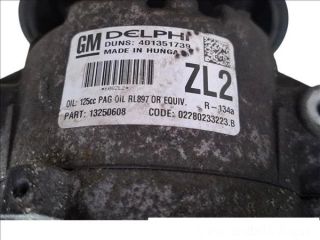 GM DELPHI
DUNS: 401351739
MADE IN HUNGA
ZL2
OIL: 125cc PAG OIL RL897 OR EQUIV.
R-134a
PART: 13250608
CODE: 02280233223.B